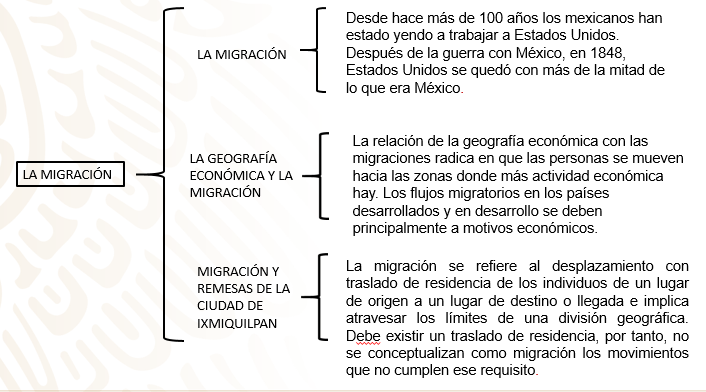 LA MIGRACIÓN
LA MIGRACIÓN
Desde hace más de 100 años los mexicanos han
estado yendo a trabajar a Estados Unidos.
Después de la guerra con México, en 1848,
Estados Unidos se quedó con más de la mitad de
lo que era México.
LA GEOGRAFÍA
ECONÓMICA Y LA
MIGRACIÓN
La relación de la geografía económica con las
migraciones radica en que las personas se mueven
hacia las zonas donde más actividad económica
hay. Los flujos migratorios en los países
desarrollados y en desarrollo se deben
principalmente a motivos económicos.
MIGRACIÓN Y
REMESAS DE LA
CIUDAD DE
IXMIQUILPAN
La migración se refiere al desplazamiento con
traslado de residencia de los individuos de un lugar
de origen a un lugar de destino o llegada e implica
atravesar los límites de una división geográfica.
Debe existir un traslado de residencia, por tanto, no
se conceptualizan como migración los movimientos
que no cumplen ese requisito.